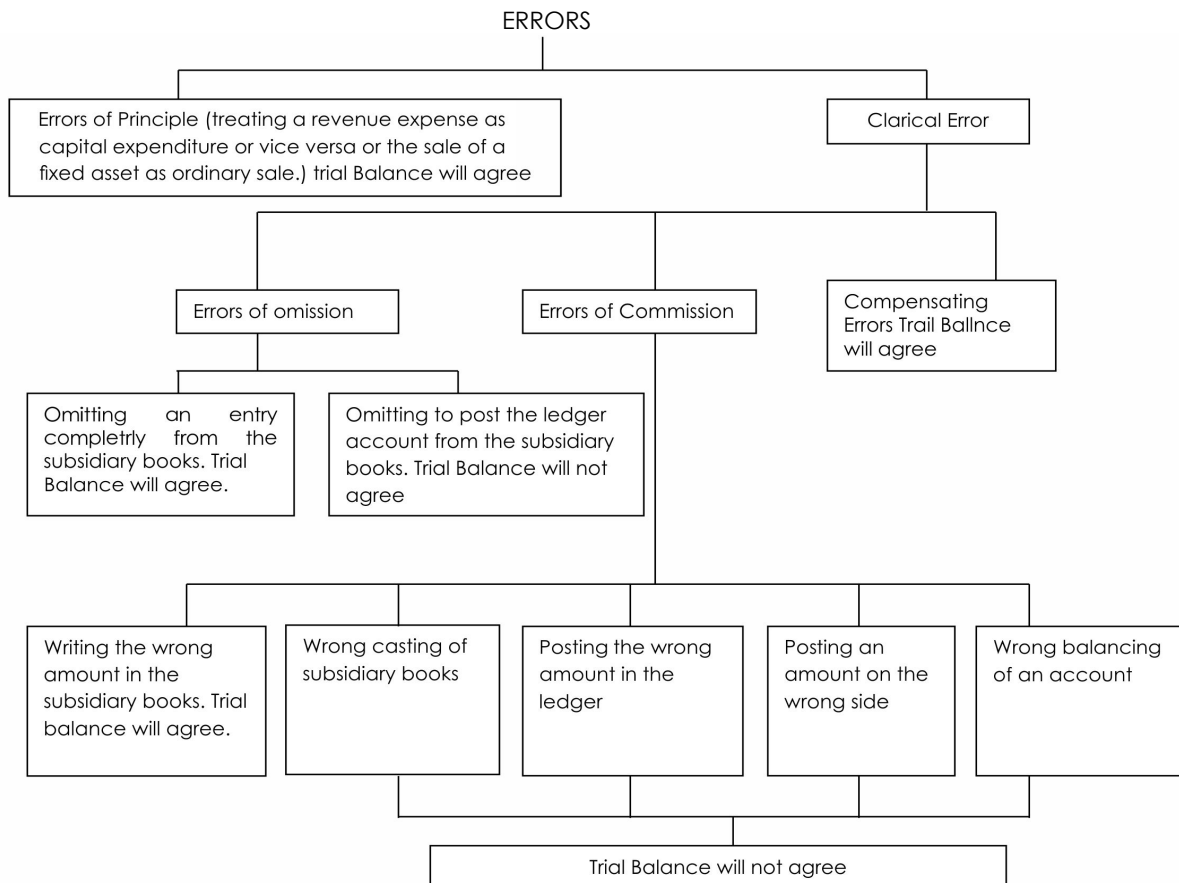 ERRORS
Errors of Principle (treating a revenue expense as
capital expenditure or vice versa or the sale of a
fixed asset as ordinary sale.) trial Balance will agree
Clarical Error
Errors of omission
Errors of Commission
Compensating
Errors Trail Ballnce
will agree
Omitting an entry
completrly from the
subsidiary books. Trial
Balance will agree.
Omitting to post the ledger
account from the subsidiary
books. Trial Balance will not
agree
Writing the wrong
amount in the
subsidiary books. Trial
balance will agree.
Wrong casting of
subsidiary books
Posting the wrong
amount in the
ledger
Posting an
amount on the
wrong side
Wrong balancing
of an account
Trial Balance will not agree